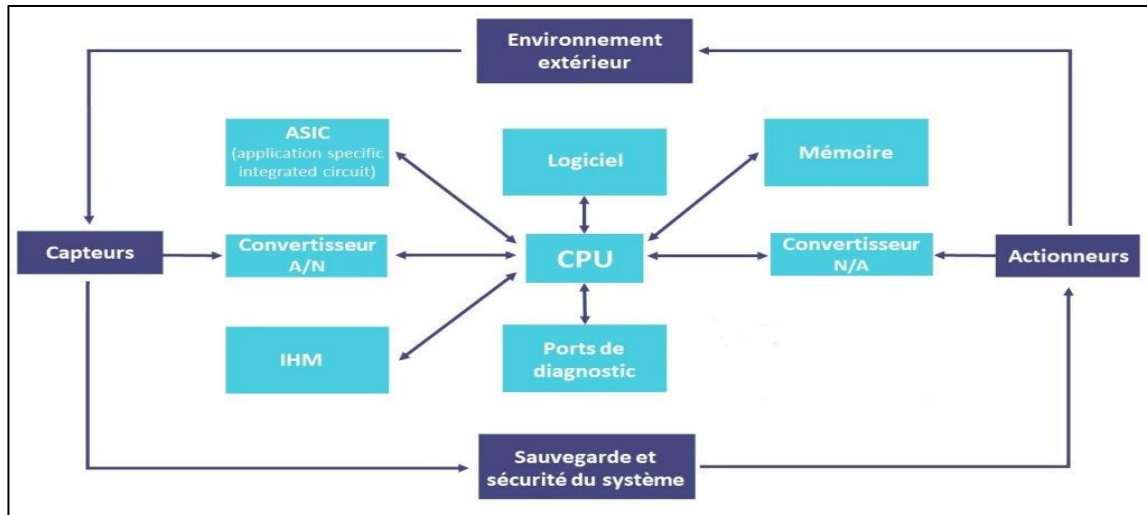 Environnement
extérieur
ASIC
(application specific
integrated circuit)
Logiciel
Mémoire
Capteurs
Convertisseur
A/N
CPU
Convertisseur
N/A
Actionneurs
IHM
Ports de
diagnostic
Sauvegarde et
sécurité du système